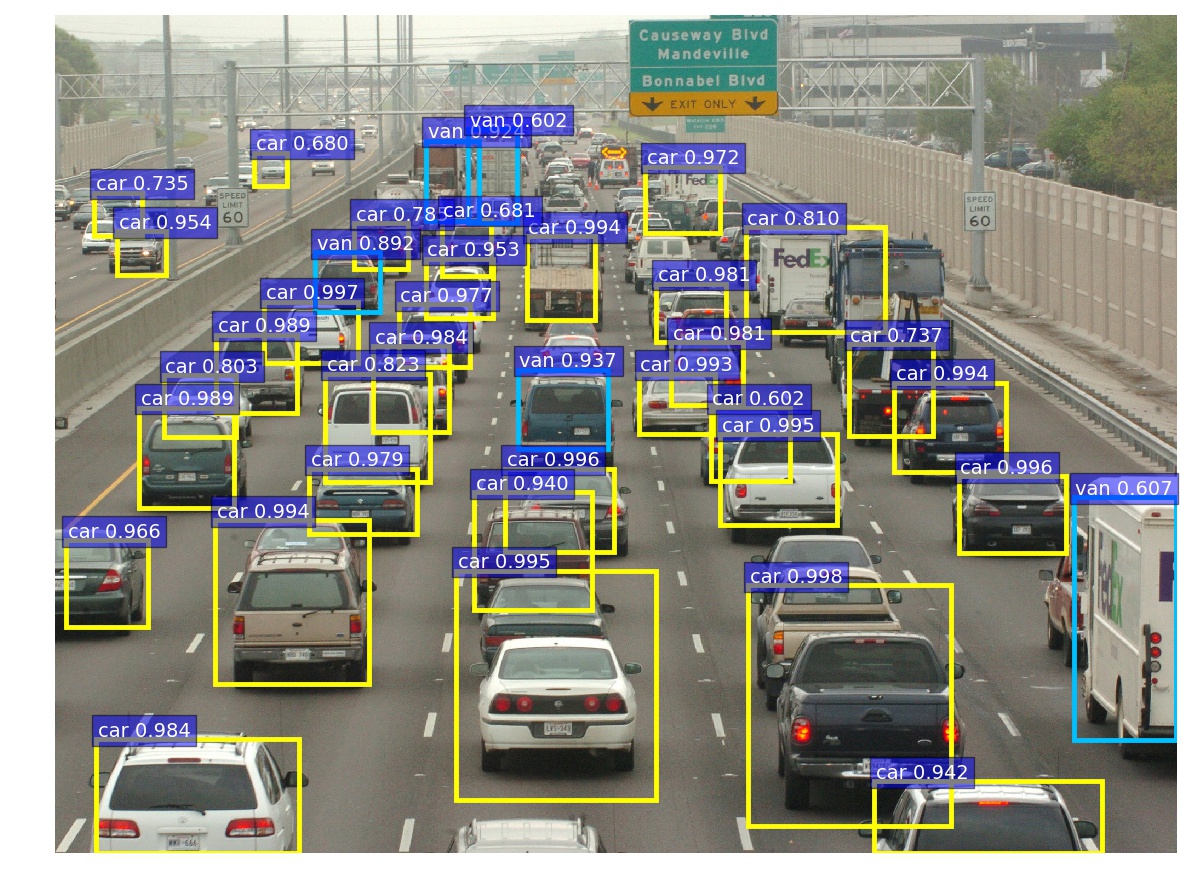 Causeway Blvd
Mandeville
Bonnabel Blvd
EXIT ONLY
van 0.602
van 0.924
car 0.680
car 0.972
FedEx
car 0.735
SPEED
LIMIT
60
SPEED
LIMIT
60
car 0.954
car 0.78
car 0.681
car 0.994
car 0.810
van 0.892
car 0.953
FedEx
car 0.981
car 0.997
car 0.977
car 0.989
car 0.984
car 0.981
car 0.737
car 0.803
car 0.823
van 0.937
car 0.993
car 0.994
car 0.989
car 0.602
car 0.995
car 0.979
car 0.996
car 0.996
car 0.940
van 0.607
car 0.994
car 0.966
car 0.995
car 0.998
FedEx
car 0.984
car 0.942